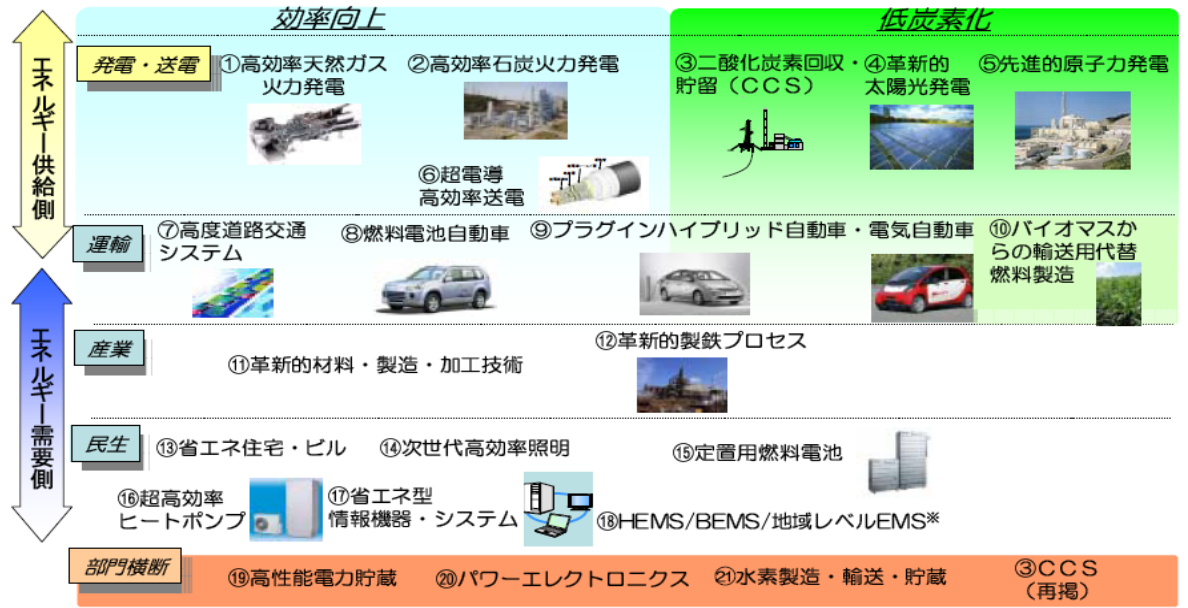 効率向上
低炭素化
エネルギー供給側
発電・送電
①高効率天然ガス
火力発電
②高効率石炭火力発電
③二酸化炭素回収・
貯留（ＣＣＳ）
④革新的
太陽光発電
⑤先進的原子力発電
⑥超電導
高効率送電
運輸
⑦高度道路交通
システム
⑧燃料電池自動車
⑨プラグインハイブリッド自動車・電気自動車
⑩バイオマスか
らの輸送用代替
燃料製造
エネルギー需要側
産業
⑪革新的材料・製造・加工技術
⑫革新的製鉄プロセス
民生
⑬省エネ住宅・ビル
⑭次世代高効率照明
⑮定置用燃料電池
⑯超高効率
ヒートポンプ
⑰省エネ型
情報機器・システム
⑱HEMS/BEMS/地域レベルEMS※
部門横断
⑲高性能電力貯蔵
⑳パワーエレクトロニクス
㉑水素製造・輸送・貯蔵
③ＣＣＳ
（再掲）